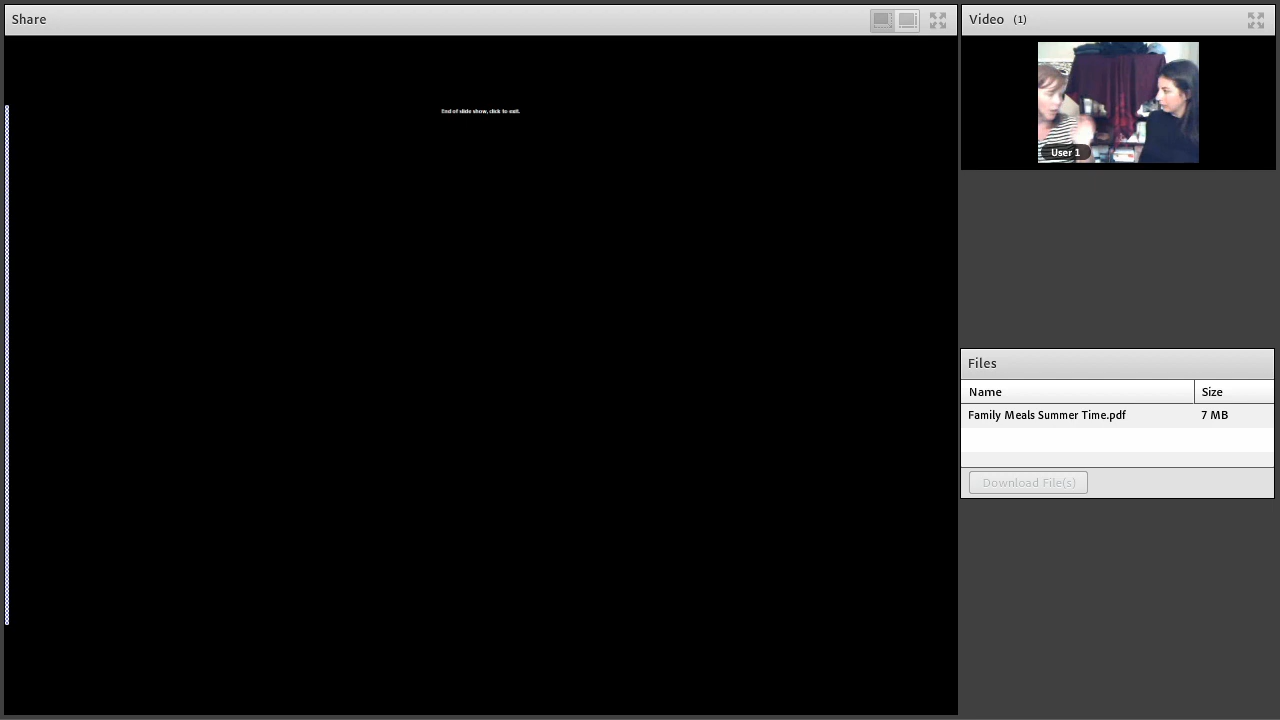 Share
Video (1)
End of slide show, click to exit.
User 1
Files
Name Size
Family Meals Summer Time.pdf 7 MB
Download File(s)